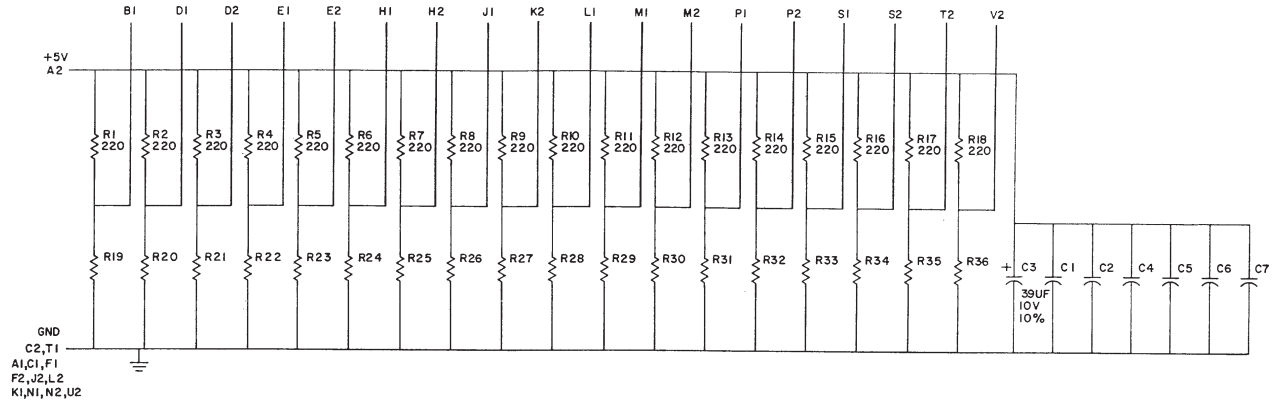 B1 D1 D2 E1 E2 H1 H2 J1 K2 L1 M1 M2 P1 P2 S1 S2 T2 V2
+5V
A2
R1 R2 R3 R4 R5 R6 R7 R8 R9 R10 R11 R12 R13 R14 R15 R16 R17 R18
220 220 220 220 220 220 220 220 220 220 220 220 220 220 220 220 220 220
R19 R20 R21 R22 R23 R24 R25 R26 R27 R28 R29 R30 R31 R32 R33 R34 R35 R36 + C3 C1 C2 C4 C5 C6 C7
39UF
10V
10%
GND
C2,T1
A1,C1,F1
F2,J2,L2
K1,N1,N2,U2